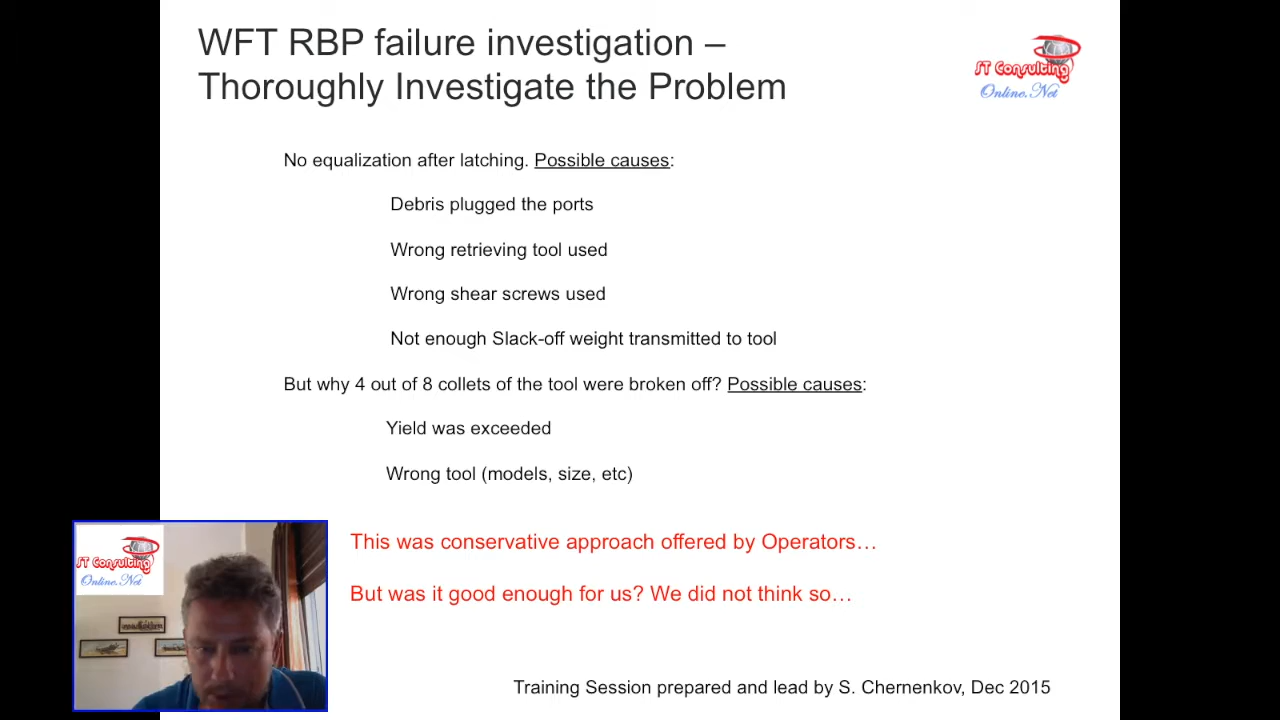 WFT RBP failure investigation –
Thoroughly Investigate the Problem
ST Consulting
Online.Net
No equalization after latching. Possible causes:
Debris plugged the ports
Wrong retrieving tool used
Wrong shear screws used
Not enough Slack-off weight transmitted to tool
But why 4 out of 8 collets of the tool were broken off? Possible causes:
Yield was exceeded
Wrong tool (models, size, etc)
This was conservative approach offered by Operators…
But was it good enough for us? We did not think so…
ST Consulting
Online.Net
Training Session prepared and lead by S. Chernenkov, Dec 2015